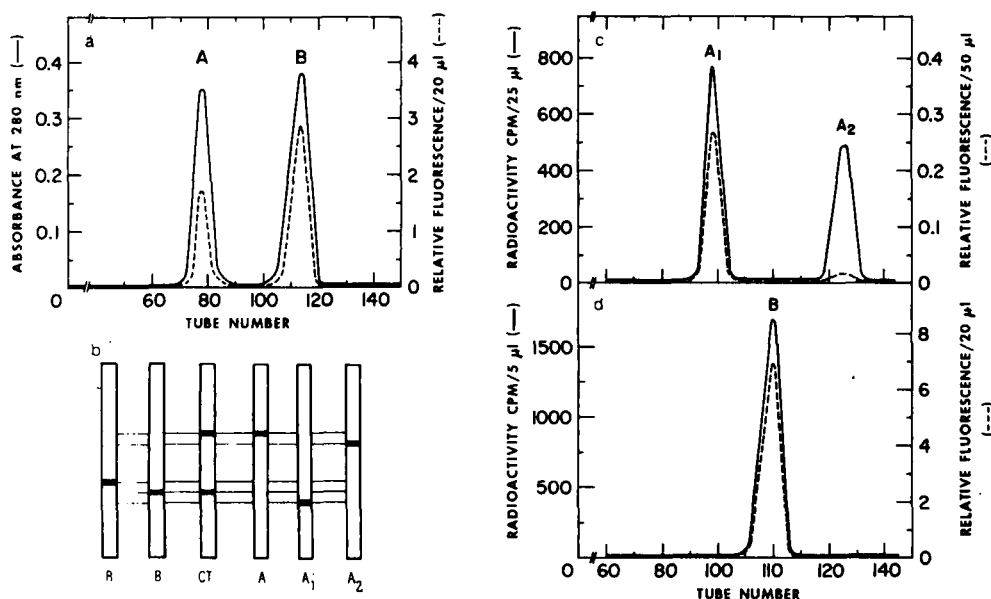 a
ABSORBANCE AT 280 nm (—)
0.4
0.3
0.2
0.1
0
A
B
4
3
2
1
0
RELATIVE FLUORESCENCE/20 µl (---)
60
80
100
120
140
TUBE NUMBER
b
R
B
CT
A
A1
A2
c
RADIOACTIVITY CPM/25 µl (—)
800
600
400
200
0
A1
A2
0.4
0.3
0.2
0.1
0
RELATIVE FLUORESCENCE/50 µl (---)
d
RADIOACTIVITY CPM/5 µl (—)
1500
1000
500
0
B
8
6
4
2
0
RELATIVE FLUORESCENCE/20 µl (---)
60
80
100
110
120
140
TUBE NUMBER